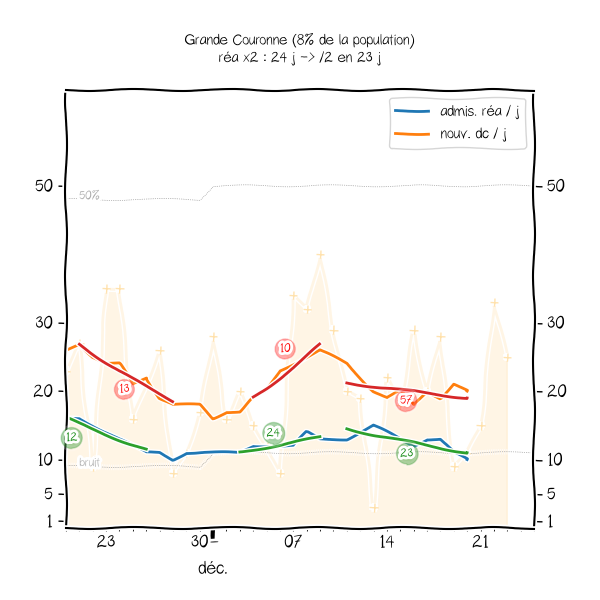 Grande Couronne (8% de la population)
réa x2 : 24 j -> /2 en 23 j
admis. réa / j
nouv. dc / j
50 50
50%
30 30
10
20 13 57 20
24
12
23
10 bruit 10
5 5
1 1
23 30 07 14 21
déc.